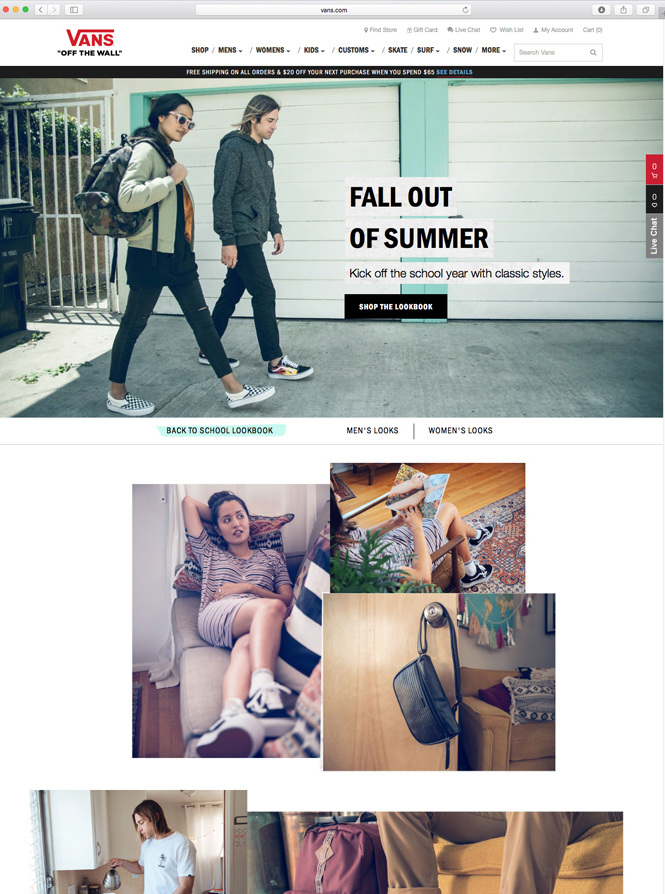 vans.com
Find Store Gift Card Live Chat Wish List My Account Cart (0)
VANS
"OFF THE WALL"
SHOP / MENS / WOMENS / KIDS / CUSTOMS / SKATE / SURF / SNOW / MORE
Search Vans
FREE SHIPPING ON ALL ORDERS & $20 OFF YOUR NEXT PURCHASE WHEN YOU SPEND $65 SEE DETAILS
0
0
Live Chat
FALL OUT
OF SUMMER
Kick off the school year with classic styles.
SHOP THE LOOKBOOK
BACK TO SCHOOL LOOKBOOK MEN'S LOOKS WOMEN'S LOOKS